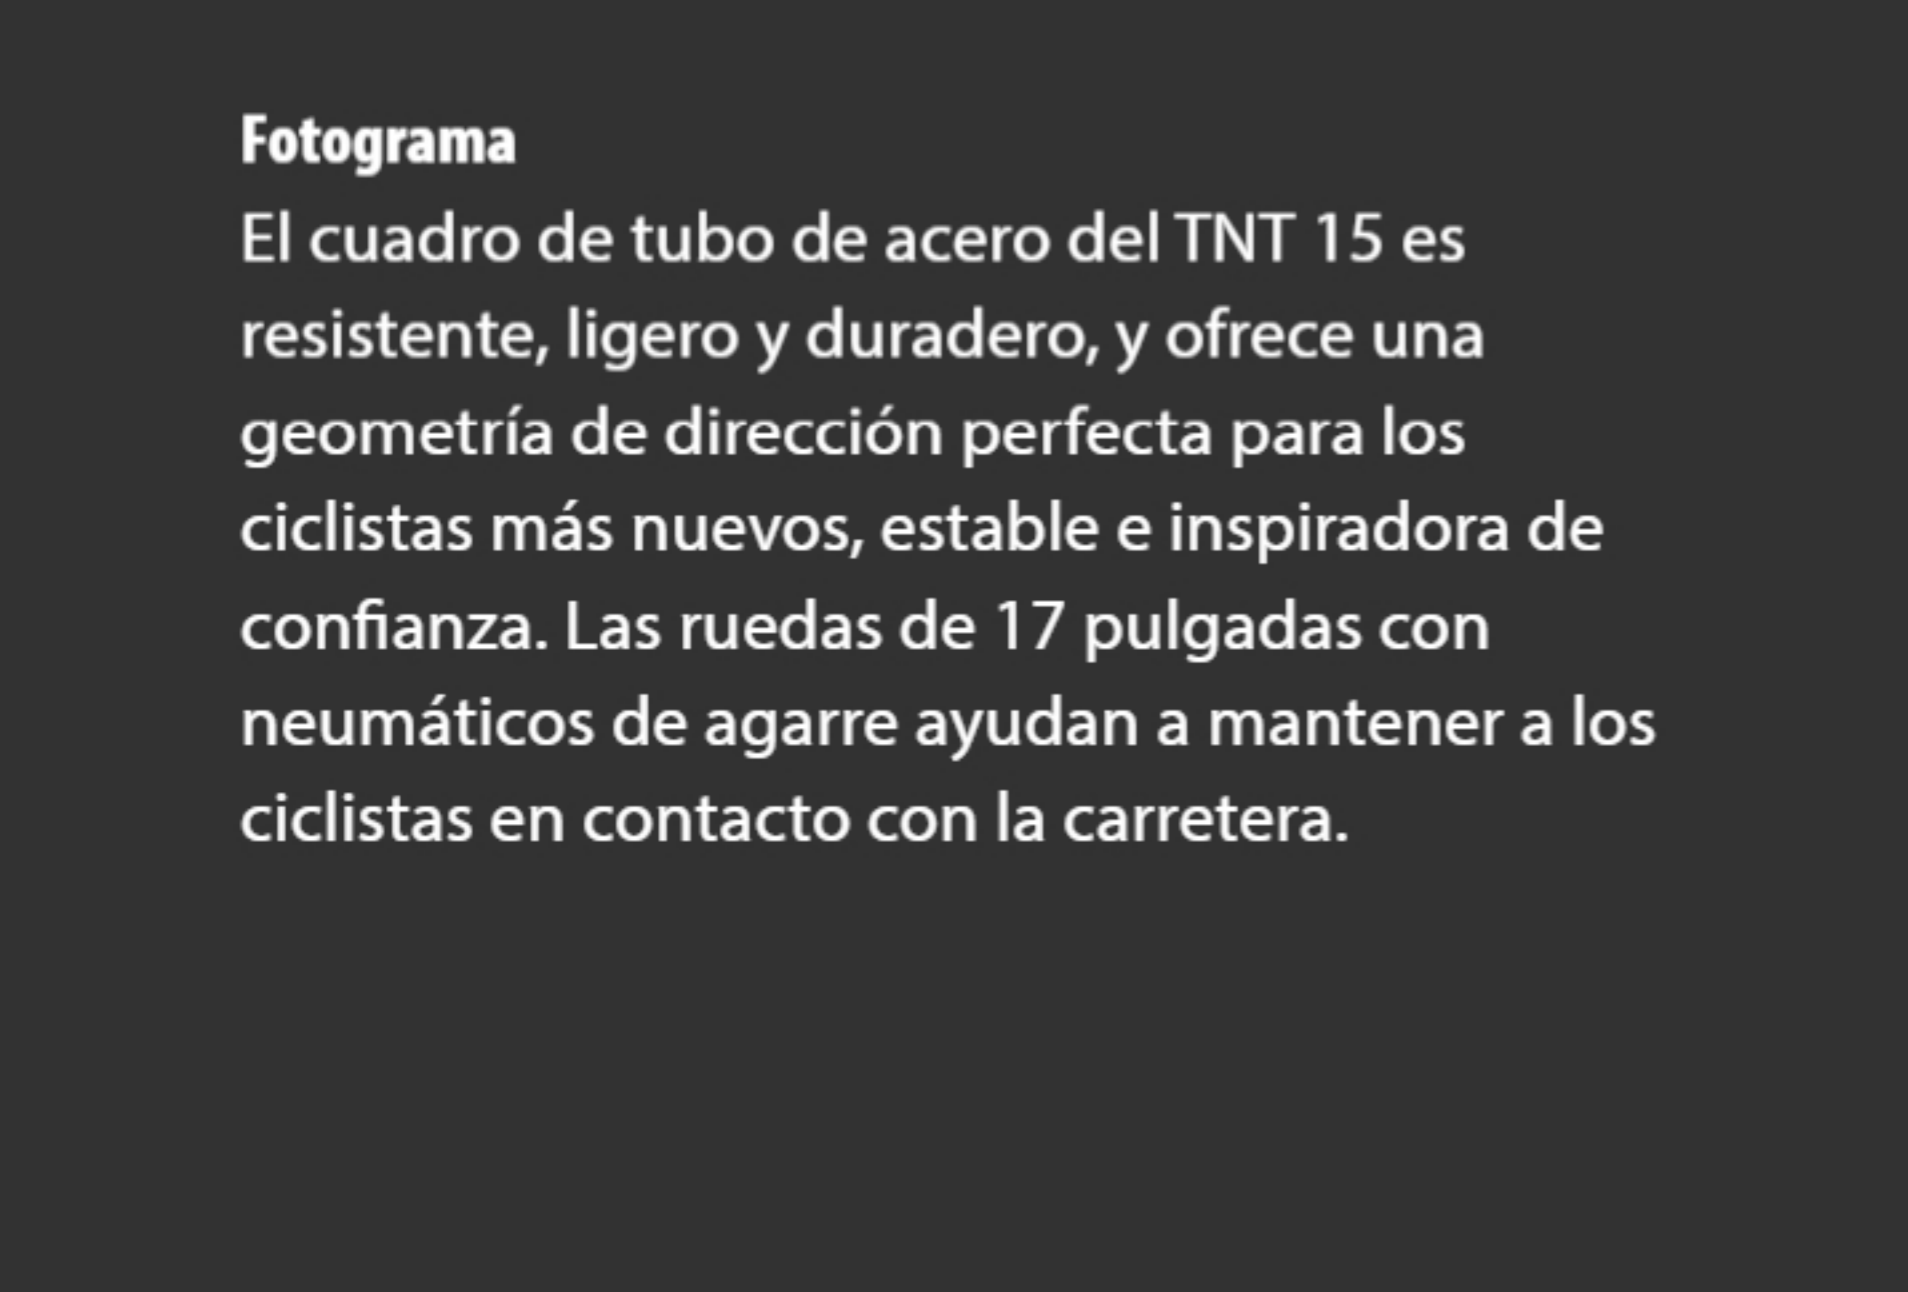 Fotograma
El cuadro de tubo de acero del TNT 15 es
resistente, ligero y duradero, y ofrece una
geometría de dirección perfecta para los
ciclistas más nuevos, estable e inspiradora de
confianza. Las ruedas de 17 pulgadas con
neumáticos de agarre ayudan a mantener a los
ciclistas en contacto con la carretera.